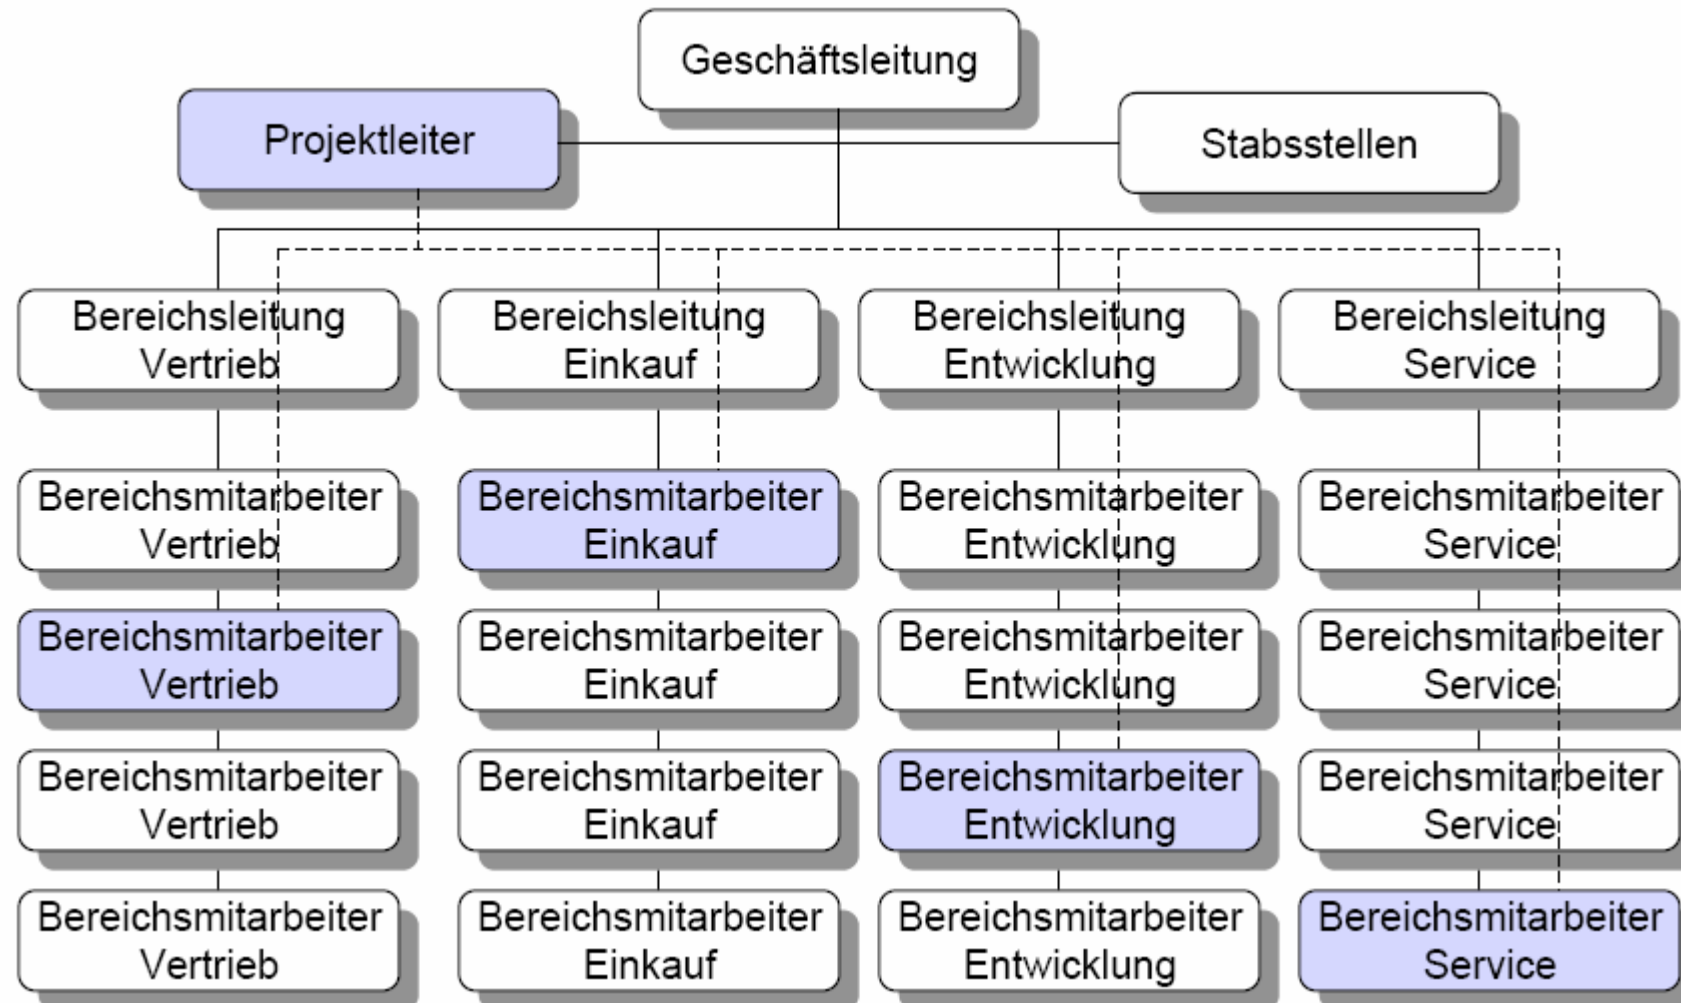 Geschäftsleitung
Projektleiter
Stabsstellen
Bereichsleitung
Vertrieb
Bereichsleitung
Einkauf
Bereichsleitung
Entwicklung
Bereichsleitung
Service
Bereichsmitarbeiter
Vertrieb
Bereichsmitarbeiter
Einkauf
Bereichsmitarbeiter
Entwicklung
Bereichsmitarbeiter
Service
Bereichsmitarbeiter
Vertrieb
Bereichsmitarbeiter
Einkauf
Bereichsmitarbeiter
Entwicklung
Bereichsmitarbeiter
Service
Bereichsmitarbeiter
Vertrieb
Bereichsmitarbeiter
Einkauf
Bereichsmitarbeiter
Entwicklung
Bereichsmitarbeiter
Service
Bereichsmitarbeiter
Vertrieb
Bereichsmitarbeiter
Einkauf
Bereichsmitarbeiter
Entwicklung
Bereichsmitarbeiter
Service